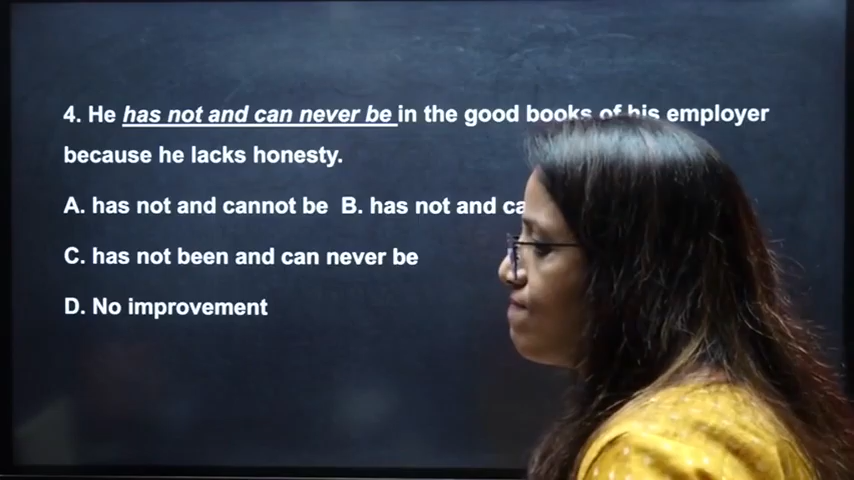 4. He has not and can never be in the good books of his employer
because he lacks honesty.
A. has not and cannot be B. has not and
C. has not been and can never be
D. No improvement